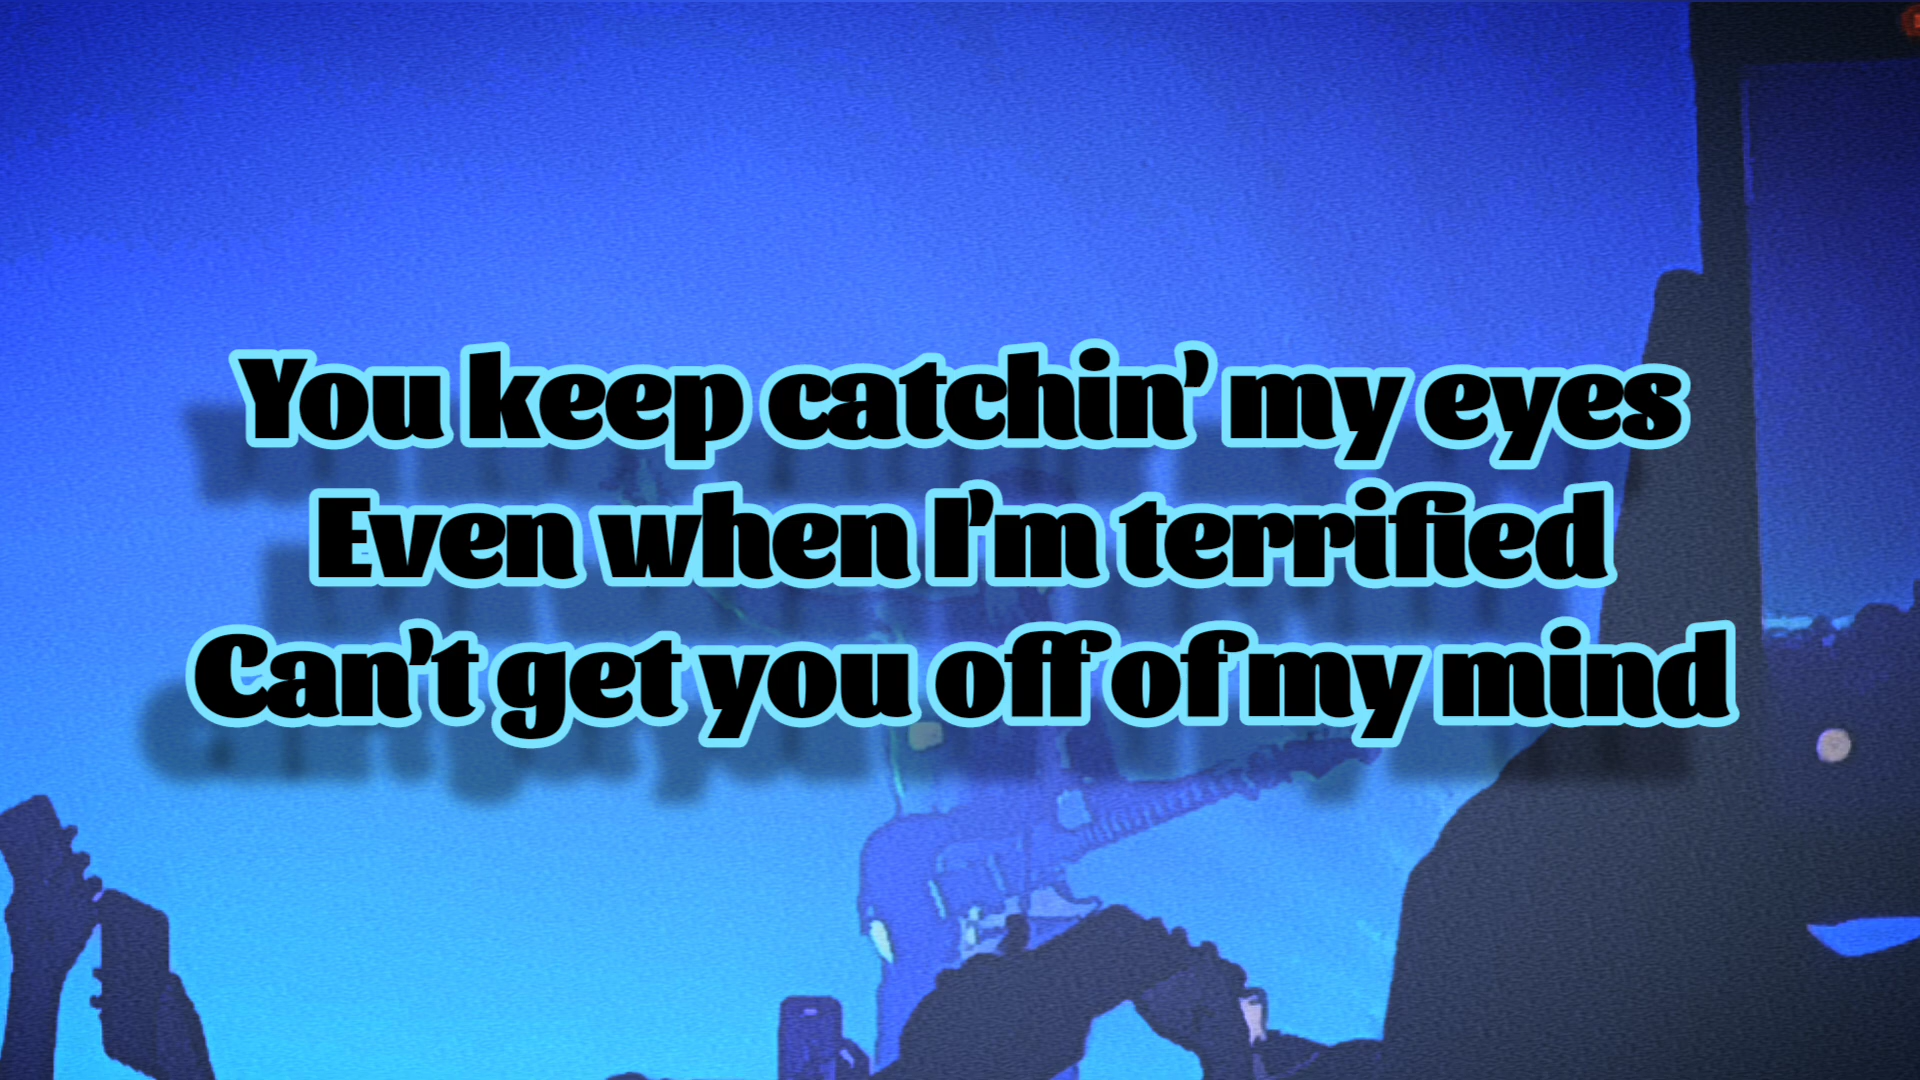 You keep catchin' my eyes
Even when I'm terrified
Can't get you off of my mind